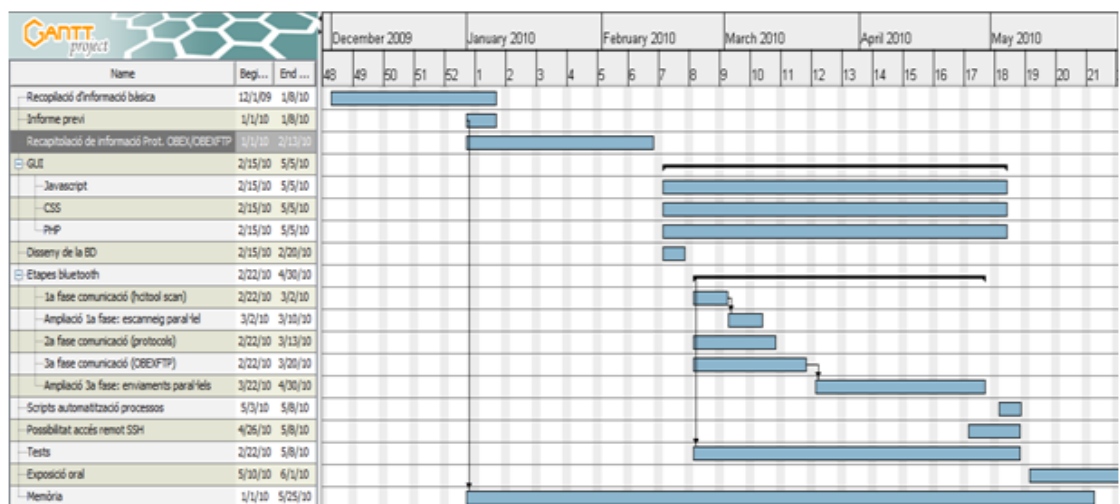 GANTT
project
December 2009 January 2010 February 2010 March 2010 April 2010 May 2010
Name Begi... End ... 48 49 50 51 52 1 2 3 4 5 6 7 8 9 10 11 12 13 14 15 16 17 18 19 20 21
Recopilació d'informació bàsica 12/1/09 1/8/10
Informe previ 1/1/10 1/8/10
Recapitolació de informació Prot. OBEX/OBEXFTP 1/1/10 2/13/10
GUI 2/15/10 5/5/10
Javascript 2/15/10 5/5/10
CSS 2/15/10 5/5/10
PHP 2/15/10 5/5/10
Disseny de la BD 2/15/10 2/20/10
Etapes bluetooth 2/22/10 4/30/10
1a fase comunicació (hcitool scan) 2/22/10 3/2/10
Ampliació 1a fase: escanneig paral·lel 3/2/10 3/10/10
2a fase comunicació (protocols) 2/22/10 3/13/10
3a fase comunicació (OBEXFTP) 2/22/10 3/20/10
Ampliació 3a fase: enviaments paral·lels 3/22/10 4/30/10
Scripts automatització processos 5/3/10 5/8/10
Possibilitat accés remot SSH 4/26/10 5/8/10
Tests 2/22/10 5/8/10
Exposició oral 5/10/10 6/1/10
Memòria 1/1/10 5/25/10